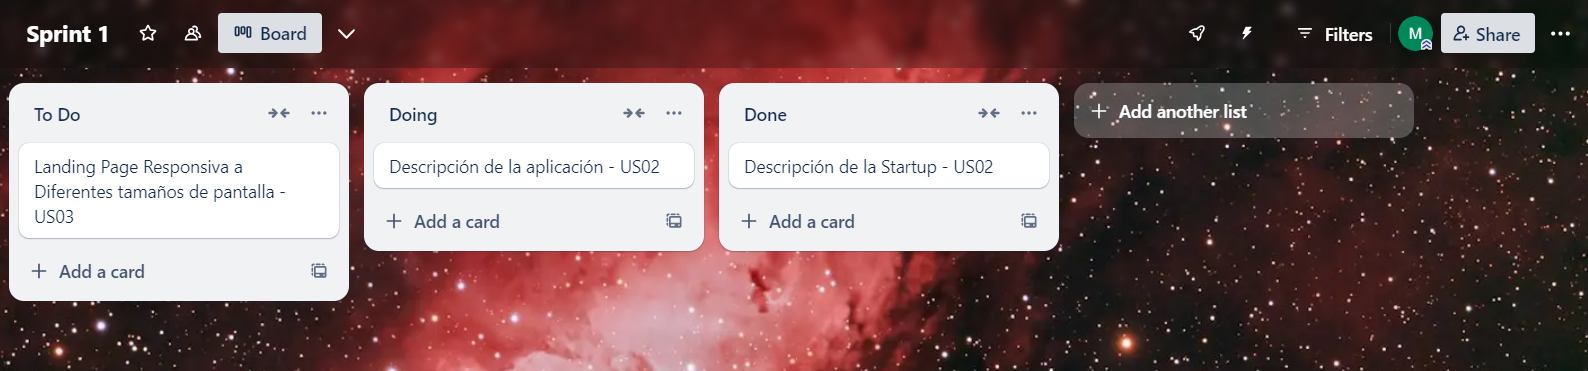 Sprint 1
Board
Filters
M
Share
To Do
Landing Page Responsiva a
Diferentes tamaños de pantalla -
US03
Add a card
Doing
Descripción de la aplicación - US02
Add a card
Done
Descripción de la Startup - US02
Add a card
Add another list